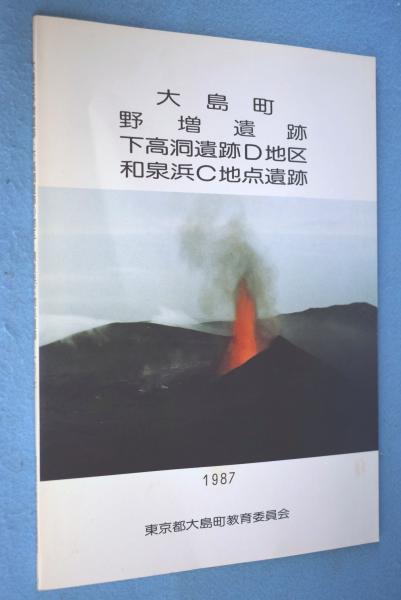 大島町
野増遺跡
下高洞遺跡D地区
和泉浜C地点遺跡
1987
東京都大島町教育委員会